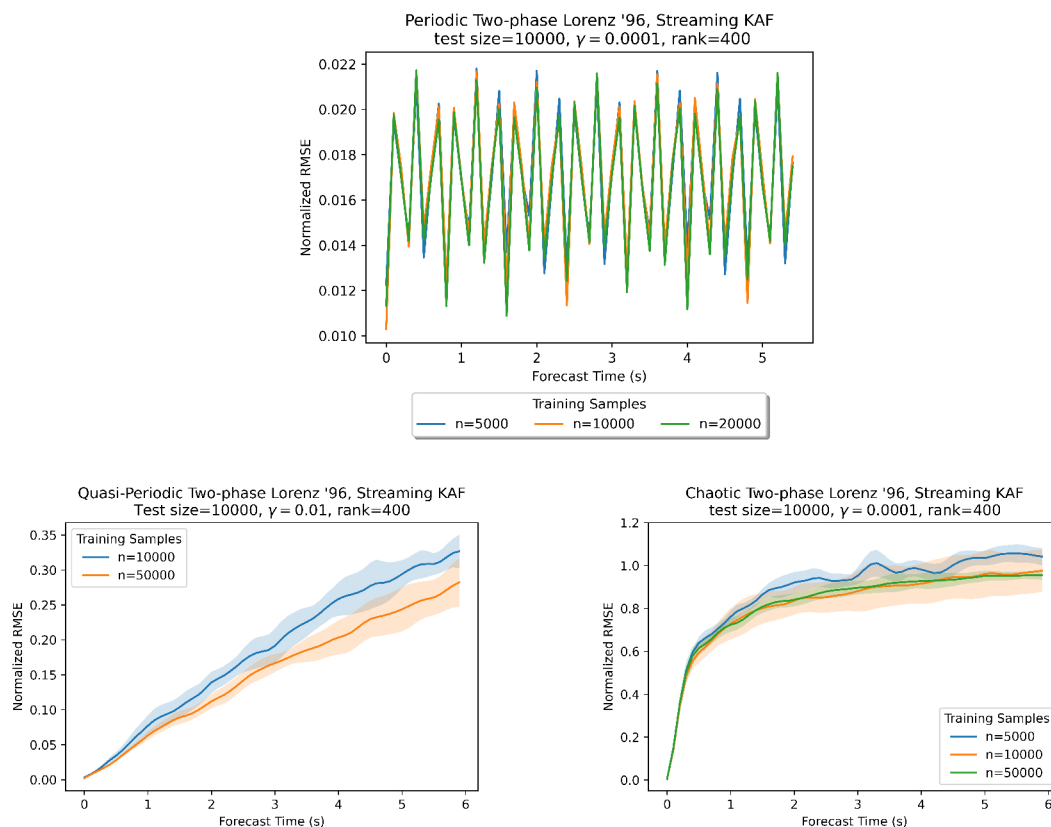 Periodic Two-phase Lorenz '96, Streaming KAF
test size=10000, γ = 0.0001, rank=400
0.022
0.020
0.018
0.016
0.014
0.012
0.010
Normalized RMSE
0 1 2 3 4 5
Forecast Time (s)
Training Samples
n=5000 n=10000 n=20000
Quasi-Periodic Two-phase Lorenz '96, Streaming KAF
Test size=10000, γ = 0.01, rank=400
0.35
0.30
0.25
0.20
0.15
0.10
0.05
0.00
Normalized RMSE
Training Samples
n=10000
n=50000
0 1 2 3 4 5 6
Forecast Time (s)
Chaotic Two-phase Lorenz '96, Streaming KAF
test size=10000, γ = 0.0001, rank=400
1.2
1.0
0.8
0.6
0.4
0.2
0.0
Normalized RMSE
Training Samples
n=5000
n=10000
n=50000
0 1 2 3 4 5 6
Forecast Time (s)